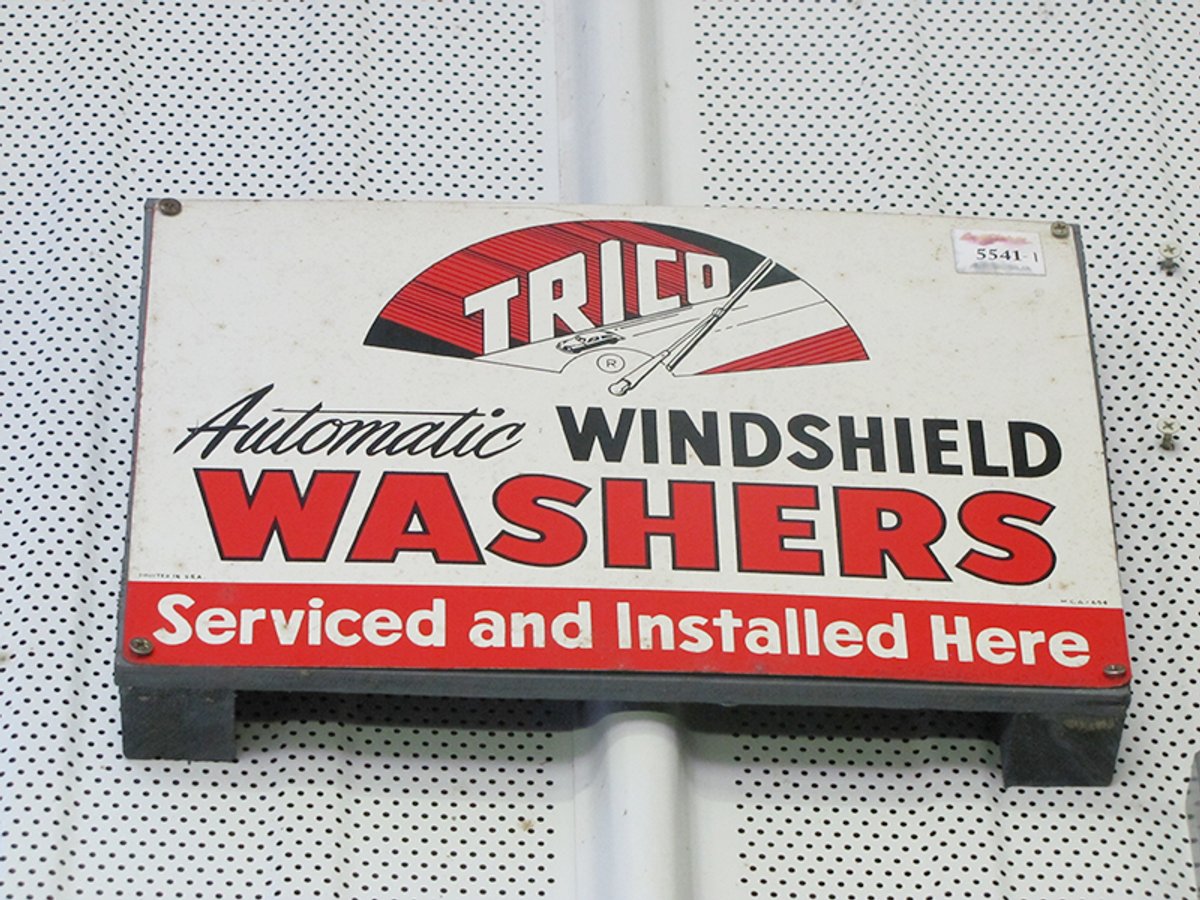 TRICO
5541-1
®
Automatic WINDSHIELD
WASHERS
Serviced and Installed Here